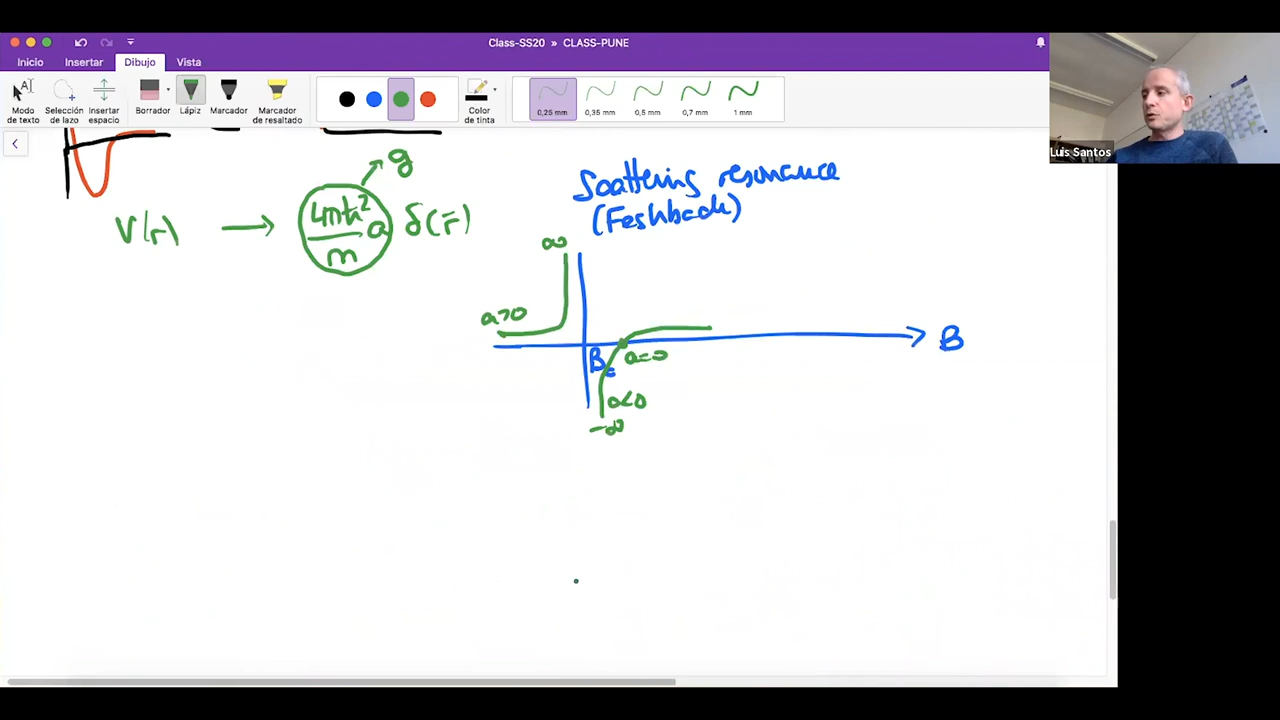 Class-SS20 » CLASS-PUNE
Inicio Insertar Dibujo Vista
Modo de texto
Selección de lazo
Insertar espacio
Borrador
Lápiz
Marcador
Marcador de resaltado
Color de tinta
0,25 mm 0,35 mm 0,5 mm 0,7 mm 1 mm
Luis Santos
g
V(r) → 4πħ²/m a δ(r̄)
Scattering resonance
(Feshbach)
∞
a>0
B
Bc
a=0
a<0
-∞